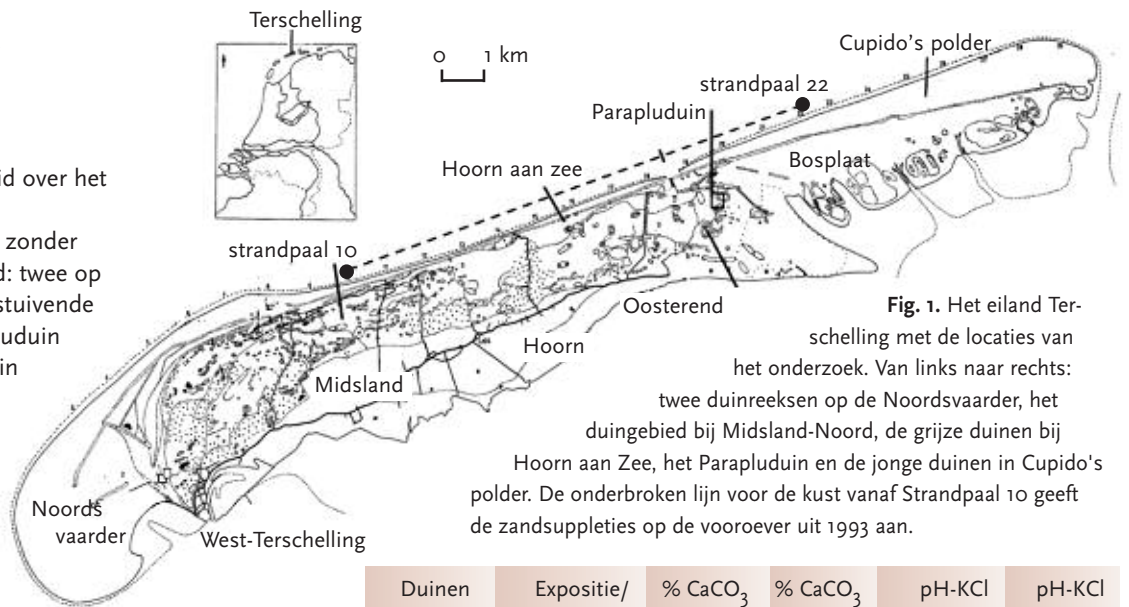 Terschelling
0 1 km
Cupido's polder
strandpaal 22
Parapluduin
Hoorn aan zee
Bosplaat
strandpaal 10
Oosterend
Hoorn
Midsland
Noords
vaarder
West-Terschelling
id over het
zonder
d: twee op
stuivende
uduin
in
Fig. 1. Het eiland Ter-
schelling met de locaties van
het onderzoek. Van links naar rechts:
twee duinreeksen op de Noordsvaarder, het
duingebied bij Midsland-Noord, de grijze duinen bij
Hoorn aan Zee, het Parapluduin en de jonge duinen in Cupido's
polder. De onderbroken lijn voor de kust vanaf Strandpaal 10 geeft
de zandsuppleties op de vooroever uit 1993 aan.
Duinen Expositie/ % CaCO3 % CaCO3 pH-KCl pH-KCl